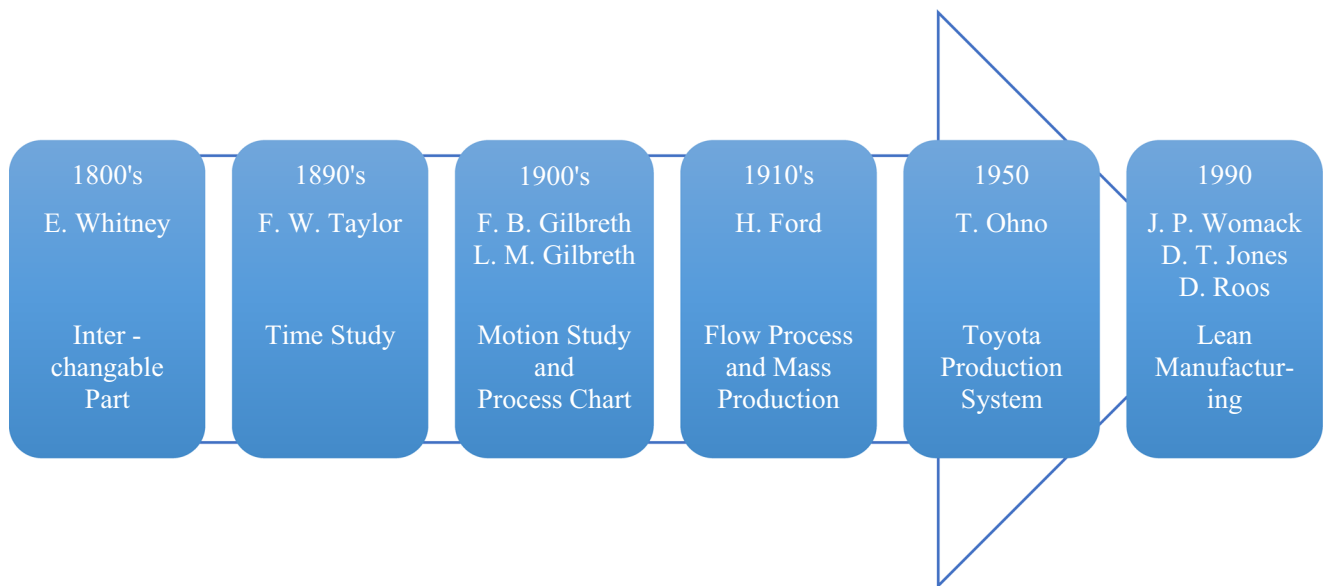 1800's
E. Whitney
Inter -
changable
Part
1890's
F. W. Taylor
Time Study
1900's
F. B. Gilbreth
L. M. Gilbreth
Motion Study
and
Process Chart
1910's
H. Ford
Flow Process
and Mass
Production
1950
T. Ohno
Toyota
Production
System
1990
J. P. Womack
D. T. Jones
D. Roos
Lean
Manufactur-
ing